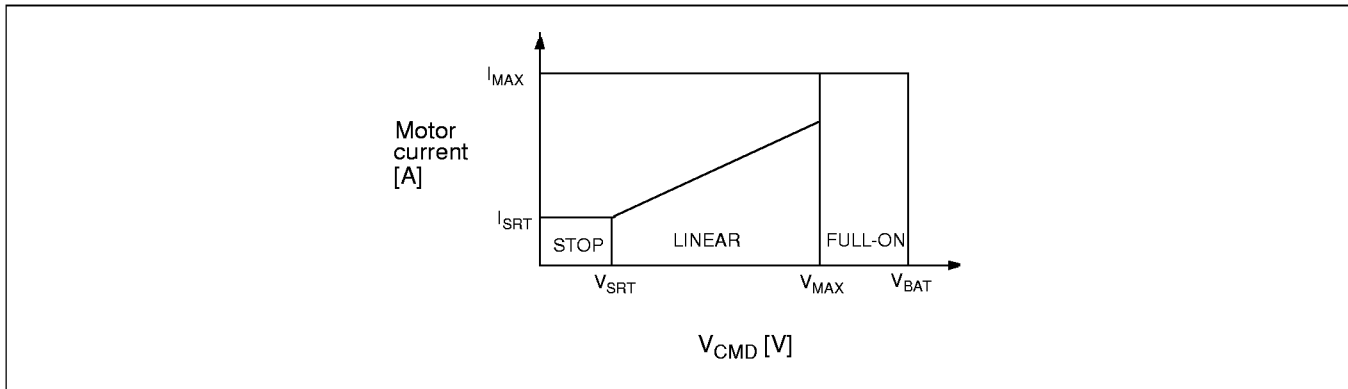 I_MAX
Motor
current
[A]
I_SRT
STOP
LINEAR
FULL-ON
V_SRT
V_MAX
V_BAT
V_CMD [V]